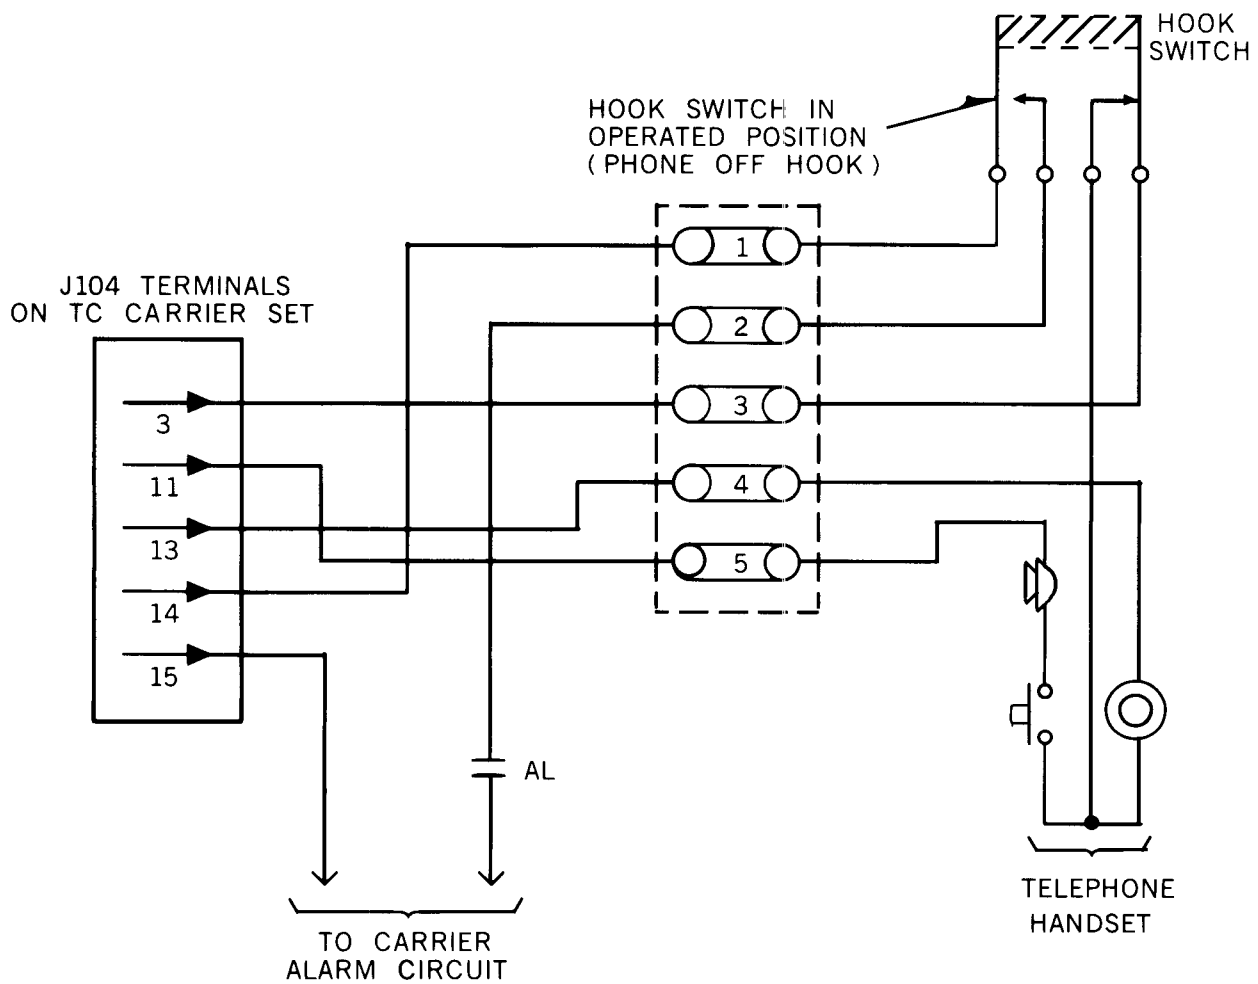 HOOK
SWITCH
HOOK SWITCH IN
OPERATED POSITION
(PHONE OFF HOOK)
J104 TERMINALS
ON TC CARRIER SET
1
2
3
4
5
3
11
13
14
15
AL
TO CARRIER
ALARM CIRCUIT
TELEPHONE
HANDSET